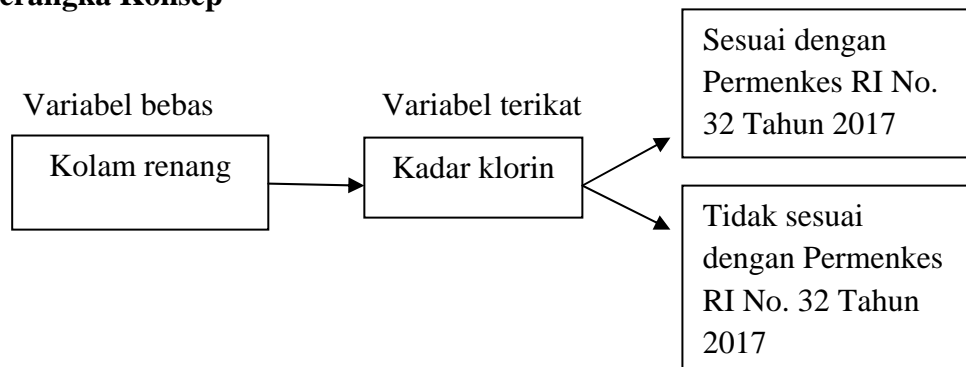 Kerangka Konsep
Variabel bebas
Kolam renang
Variabel terikat
Kadar klorin
Sesuai dengan
Permenkes RI No.
32 Tahun 2017
Tidak sesuai
dengan Permenkes
RI No. 32 Tahun
2017